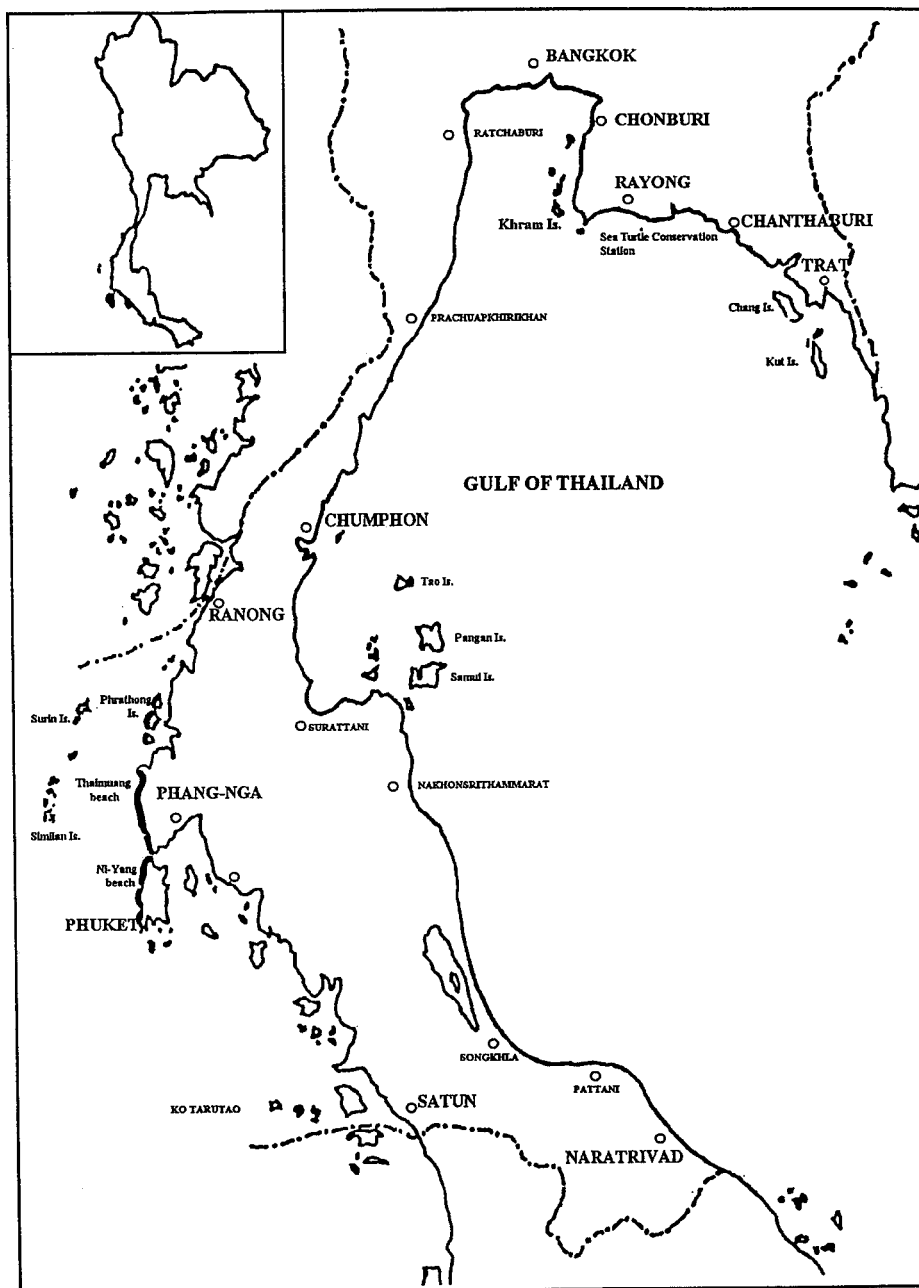 BANGKOK
CHONBURI
RATCHABURI
RAYONG
Khram Is.
CHANTHABURI
Sea Turtle Conservation
Station
TRAT
Chang Is.
PRACHUAPKHIRIKHAN
Kut Is.
GULF OF THAILAND
CHUMPHON
Tao Is.
RANONG
Pangan Is.
Samui Is.
Phrathong
Is.
Surin Is.
SURATTANI
Thaimuang
beach
PHANG-NGA
NAKHONSRITHAMMARAT
Similan Is.
Ni-Yang
beach
PHUKET
SONGKHLA
PATTANI
KO TARUTAO
SATUN
NARATRIVAD